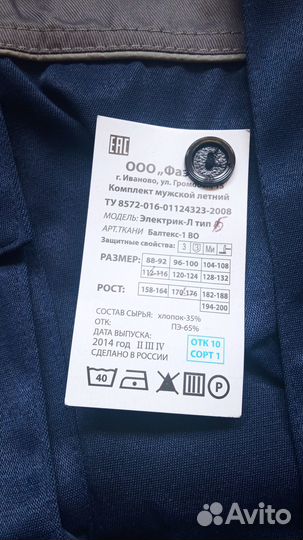 EAC
ООО „Фаз
г. Иваново, ул. Громо
Комплект мужской летний
ТУ 8572-016-01124323-2008
МОДЕЛЬ: Электрик-Л тип
АРТ.ТКАНИ Балтекс-1 ВО
Защитные свойства: З Ми
РАЗМЕР: 88-92 96-100 104-108
112-116 120-124 128-132
РОСТ: 158-164 170-176 182-188
194-200
СОСТАВ СЫРЬЯ: хлопок-35%
ОТК: ПЭ-65%
ДАТА ВЫПУСКА:
2014 год II III IV
СДЕЛАНО В РОССИИ
ОТК 10
СОРТ 1
40 P
Avito